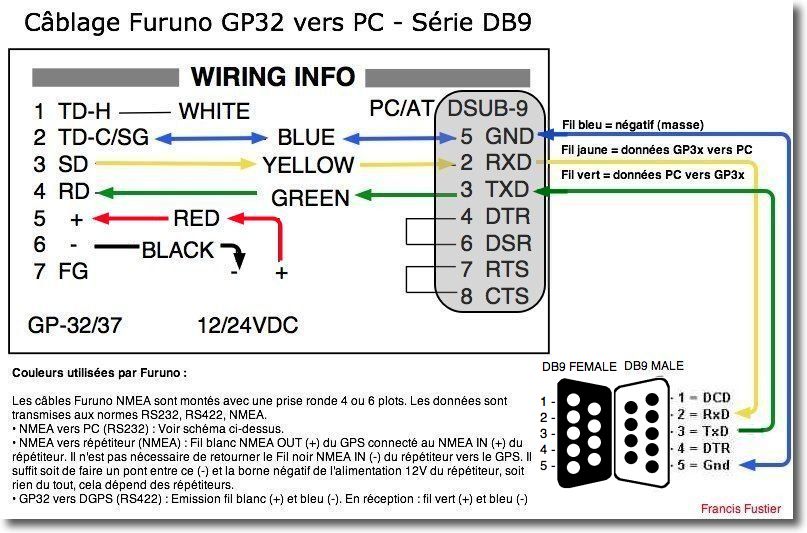 Câblage Furuno GP32 vers PC - Série DB9
WIRING INFO
1 TD-H WHITE PC/AT DSUB-9
2 TD-C/SG BLUE 5 GND
3 SD YELLOW 2 RXD
4 RD GREEN 3 TXD
5 + RED 4 DTR
6 - BLACK 6 DSR
7 FG - + 7 RTS
8 CTS
GP-32/37 12/24VDC
Fil bleu = négatif (masse)
Fil jaune = données GP3x vers PC
Fil vert = données PC vers GP3x
Couleurs utilisées par Furuno :
Les câbles Furuno NMEA sont montés avec une prise ronde 4 ou 6 plots. Les données sont
transmises aux normes RS232, RS422, NMEA.
• NMEA vers PC (RS232) : Voir schéma ci-dessus.
• NMEA vers répétiteur (NMEA) : Fil blanc NMEA OUT (+) du GPS connecté au NMEA IN (+) du
répétiteur. Il n'est pas nécessaire de retourner le Fil noir NMEA IN (-) du répétiteur vers le GPS. Il
suffit soit de faire un pont entre ce (-) et la borne négatif de l'alimentation 12V du répétiteur, soit
rien du tout, cela dépend des répétiteurs.
• GP32 vers DGPS (RS422) : Emission fil blanc (+) et bleu (-). En réception : fil vert (+) et bleu (-)
DB9 FEMALE DB9 MALE
1 - - 1 = DCD
2 - - 2 = RxD
3 - - 3 = TxD
4 - - 4 = DTR
5 - - 5 = Gnd
Francis Fustier